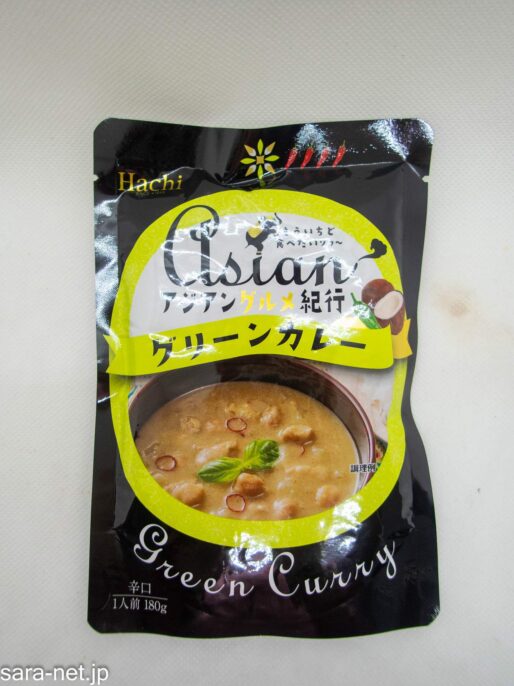 Hachi
もういちど
食べたいソゥ〜
asian
アジアングルメ紀行
グリーンカレー
調理例
Green Curry
辛口
1人前 180g
sara-net.jp